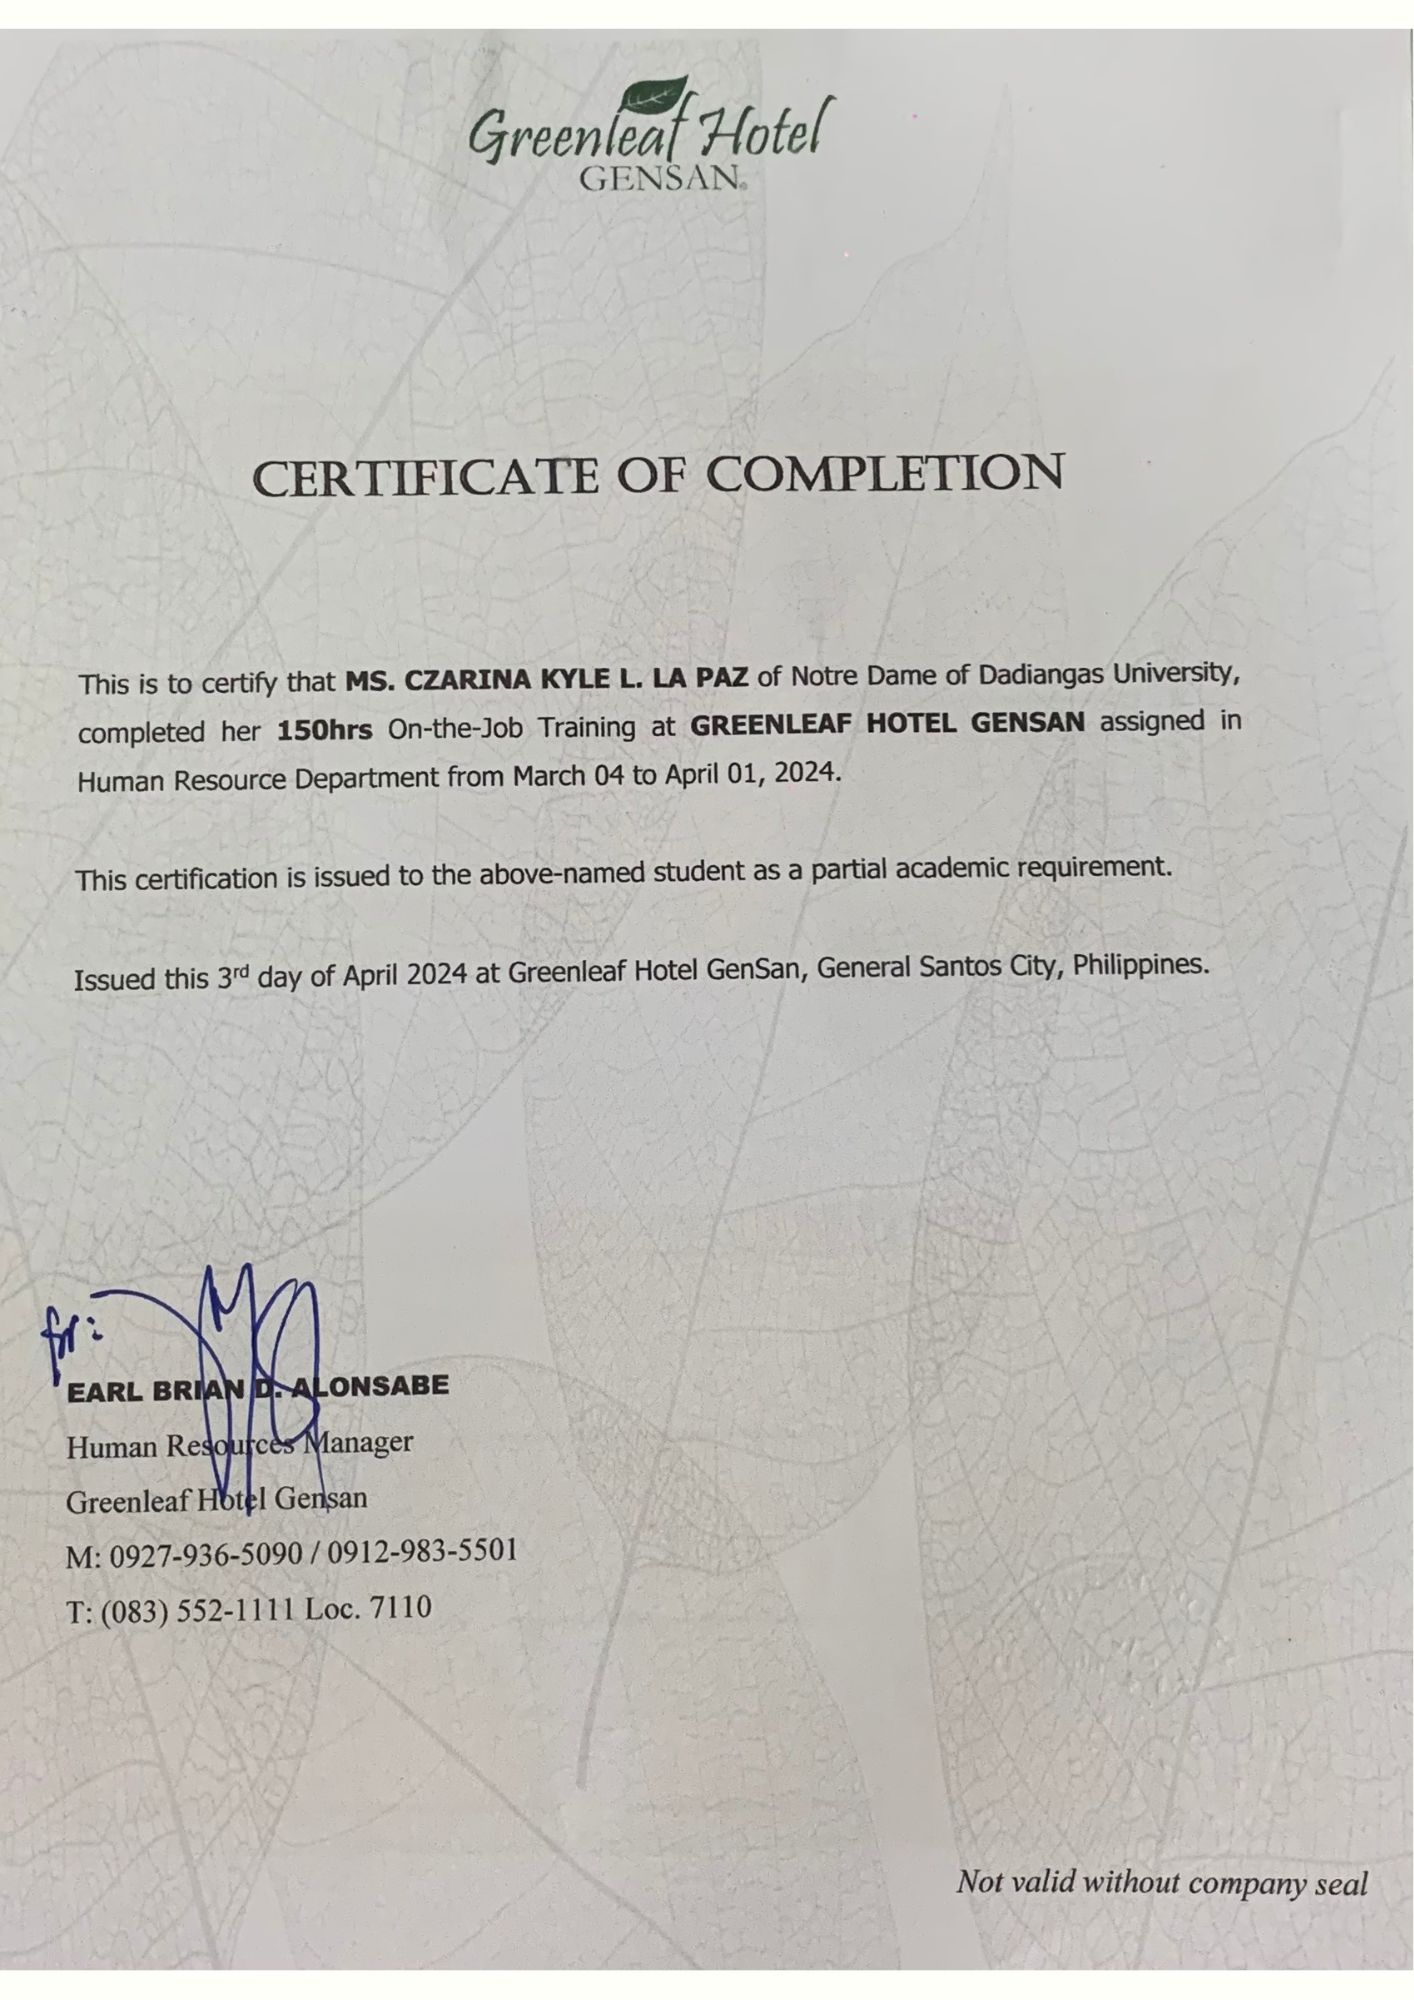 Greenleaf Hotel
GENSAN®
CERTIFICATE OF COMPLETION
This is to certify that MS. CZARINA KYLE L. LA PAZ of Notre Dame of Dadiangas University,
completed her 150hrs On-the-Job Training at GREENLEAF HOTEL GENSAN assigned in
Human Resource Department from March 04 to April 01, 2024.
This certification is issued to the above-named student as a partial academic requirement.
Issued this 3rd day of April 2024 at Greenleaf Hotel GenSan, General Santos City, Philippines.
for:
EARL BRIAN D. ALONSABE
Human Resources Manager
Greenleaf Hotel Gensan
M: 0927-936-5090 / 0912-983-5501
T: (083) 552-1111 Loc. 7110
Not valid without company seal